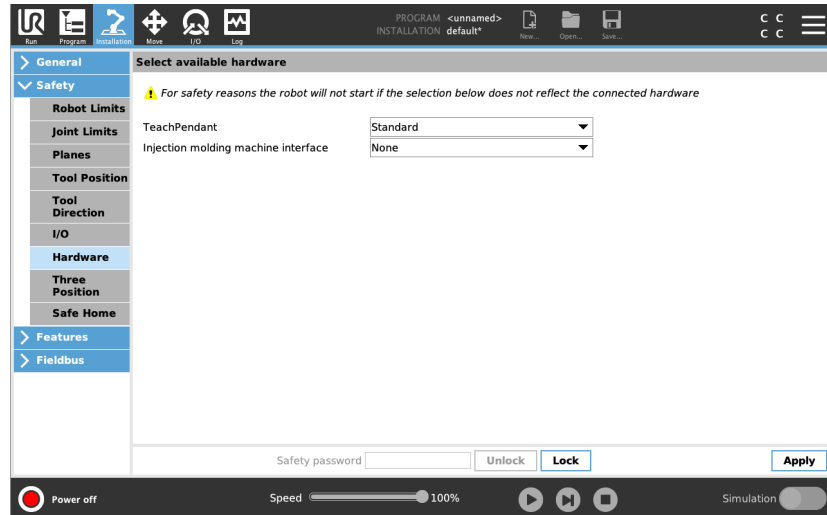 UR
PROGRAM <unnamed>
INSTALLATION default*
C C
C C
Run Program Installation Move I/O Log New... Open... Save...
General
Select available hardware
Safety
For safety reasons the robot will not start if the selection below does not reflect the connected hardware
Robot Limits
Joint Limits
TeachPendant Standard
Injection molding machine interface None
Planes
Tool Position
Tool
Direction
I/O
Hardware
Three
Position
Safe Home
Features
Fieldbus
Safety password Unlock Lock Apply
Power off Speed 100% Simulation